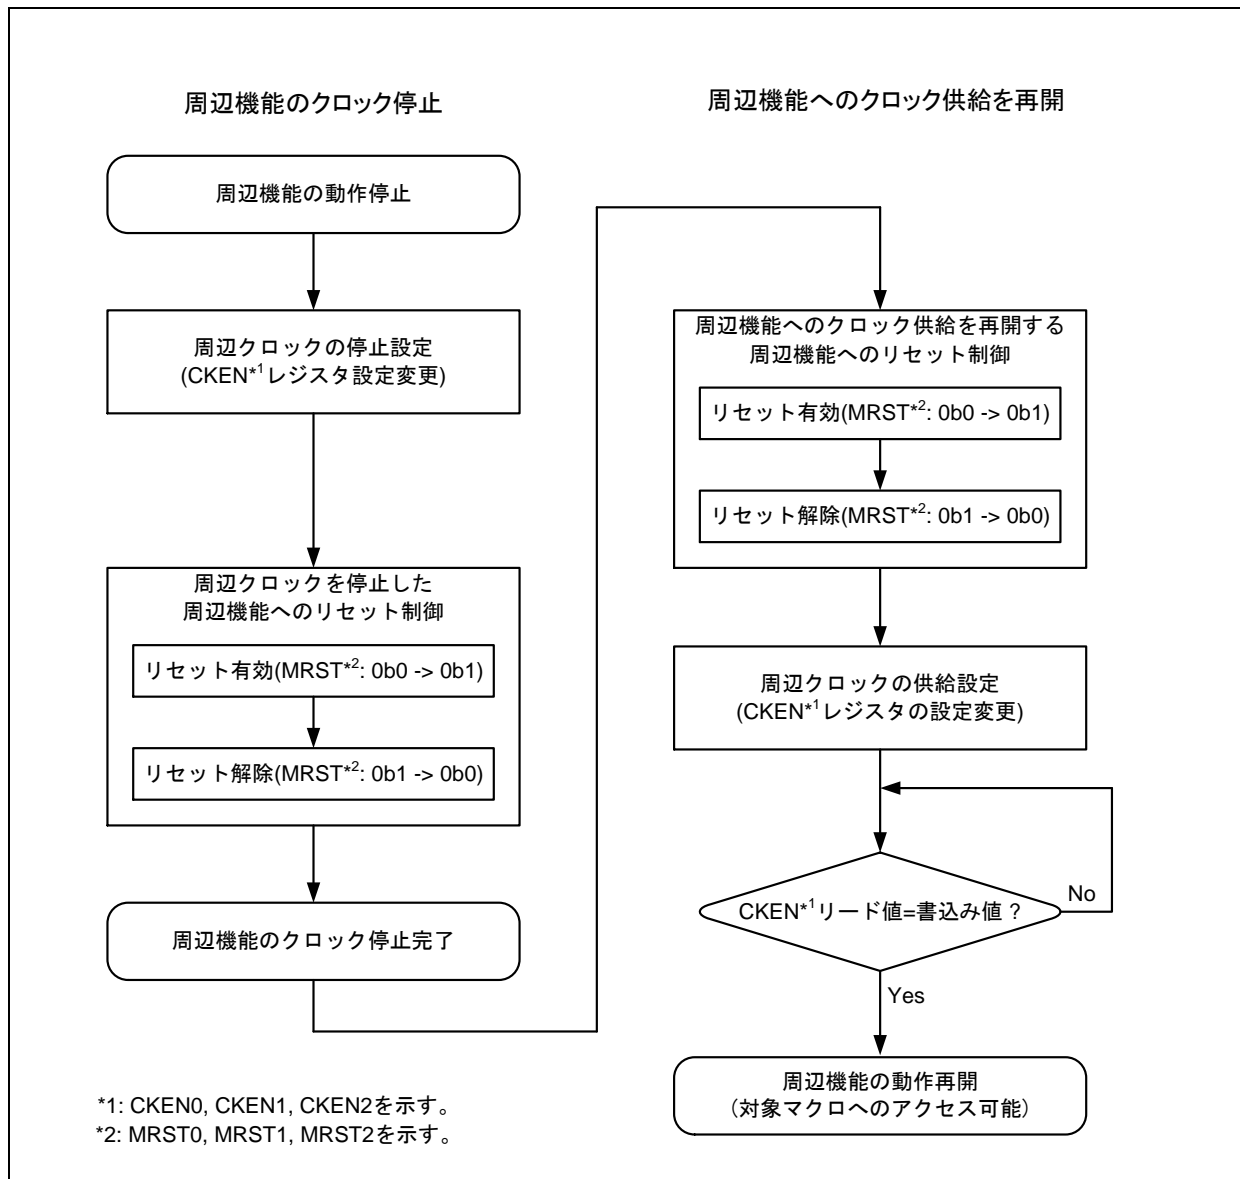 周辺機能のクロック停止
周辺機能の動作停止
周辺クロックの停止設定
(CKEN*1レジスタ設定変更)
周辺クロックを停止した
周辺機能へのリセット制御
リセット有効(MRST*2: 0b0 -> 0b1)
リセット解除(MRST*2: 0b1 -> 0b0)
周辺機能のクロック停止完了
周辺機能へのクロック供給を再開
周辺機能へのクロック供給を再開する
周辺機能へのリセット制御
リセット有効(MRST*2: 0b0 -> 0b1)
リセット解除(MRST*2: 0b1 -> 0b0)
周辺クロックの供給設定
(CKEN*1レジスタの設定変更)
CKEN*1リード値=書込み値 ?
No
Yes
周辺機能の動作再開
（対象マクロへのアクセス可能）
*1: CKEN0, CKEN1, CKEN2を示す。
*2: MRST0, MRST1, MRST2を示す。